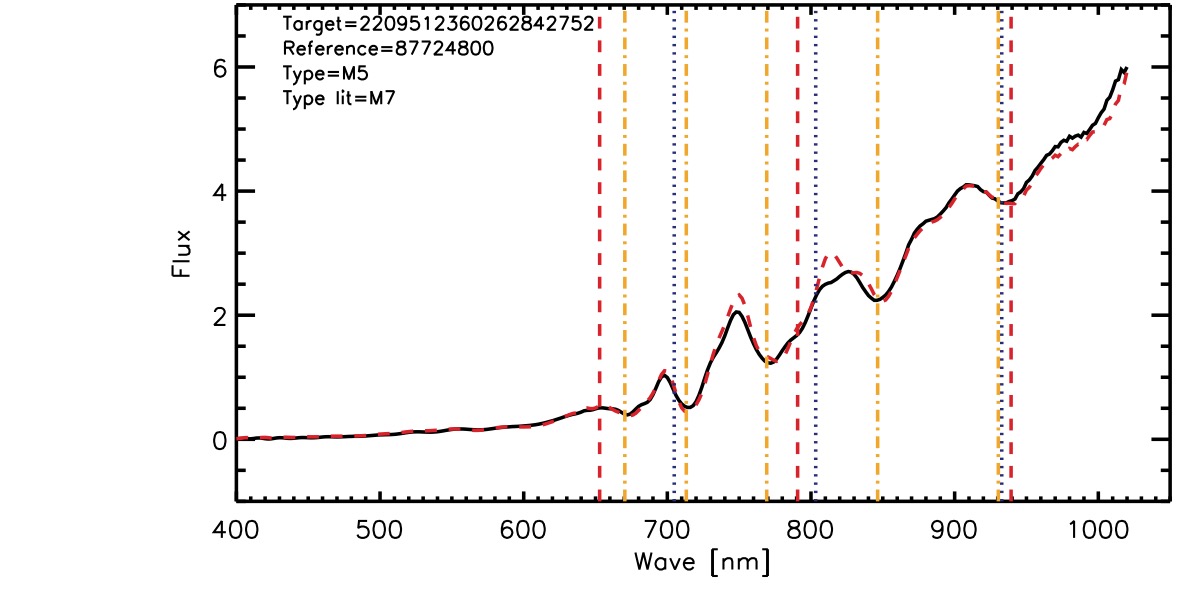 Target=2209512360262842752
Reference=87724800
Type=M5
Type lit=M7
6
4
2
0
Flux
400 500 600 700 800 900 1000
Wave [nm]